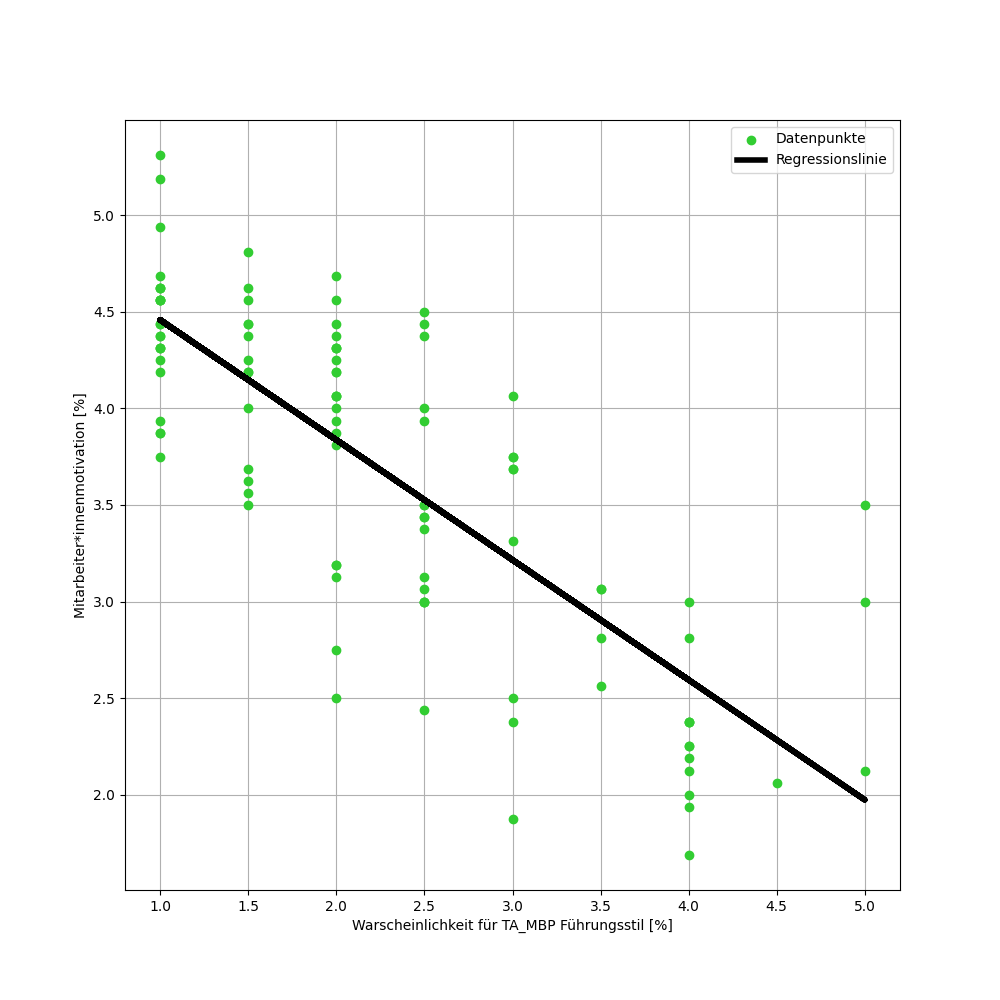 Datenpunkte
Regressionslinie
5.0
4.5
4.0
3.5
3.0
2.5
2.0
Mitarbeiter*innenmotivation [%]
1.0 1.5 2.0 2.5 3.0 3.5 4.0 4.5 5.0
Warscheinlichkeit für TA_MBP Führungsstil [%]